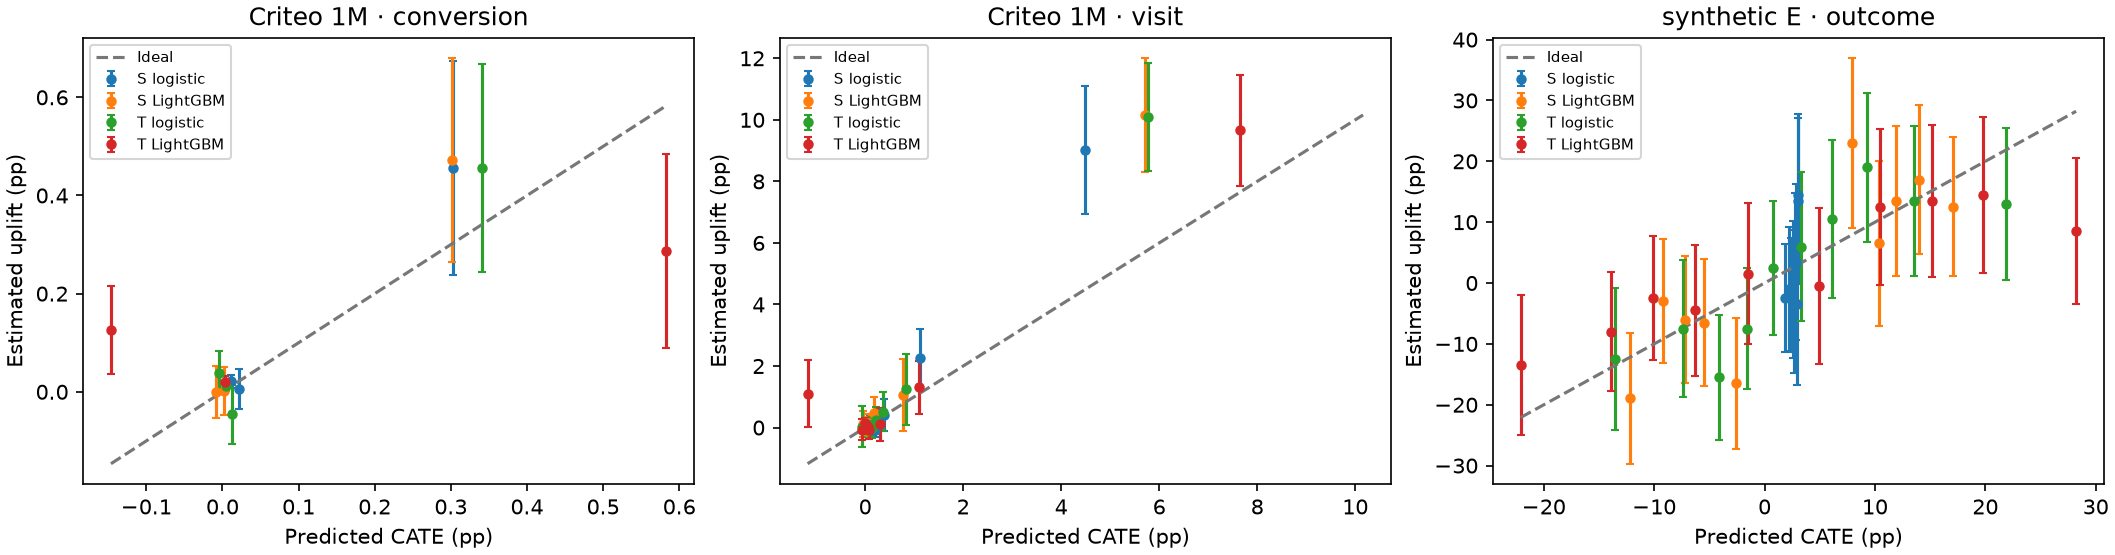 Criteo 1M · conversion
Estimated uplift (pp)
0.6
0.4
0.2
0.0
Ideal
S logistic
S LightGBM
T logistic
T LightGBM
−0.1
0.0
0.1
0.2
0.3
0.4
0.5
0.6
Predicted CATE (pp)
Criteo 1M · visit
Estimated uplift (pp)
12
10
8
6
4
2
0
Ideal
S logistic
S LightGBM
T logistic
T LightGBM
0
2
4
6
8
10
Predicted CATE (pp)
synthetic E · outcome
Estimated uplift (pp)
40
30
20
10
0
−10
−20
−30
Ideal
S logistic
S LightGBM
T logistic
T LightGBM
−20
−10
0
10
20
30
Predicted CATE (pp)